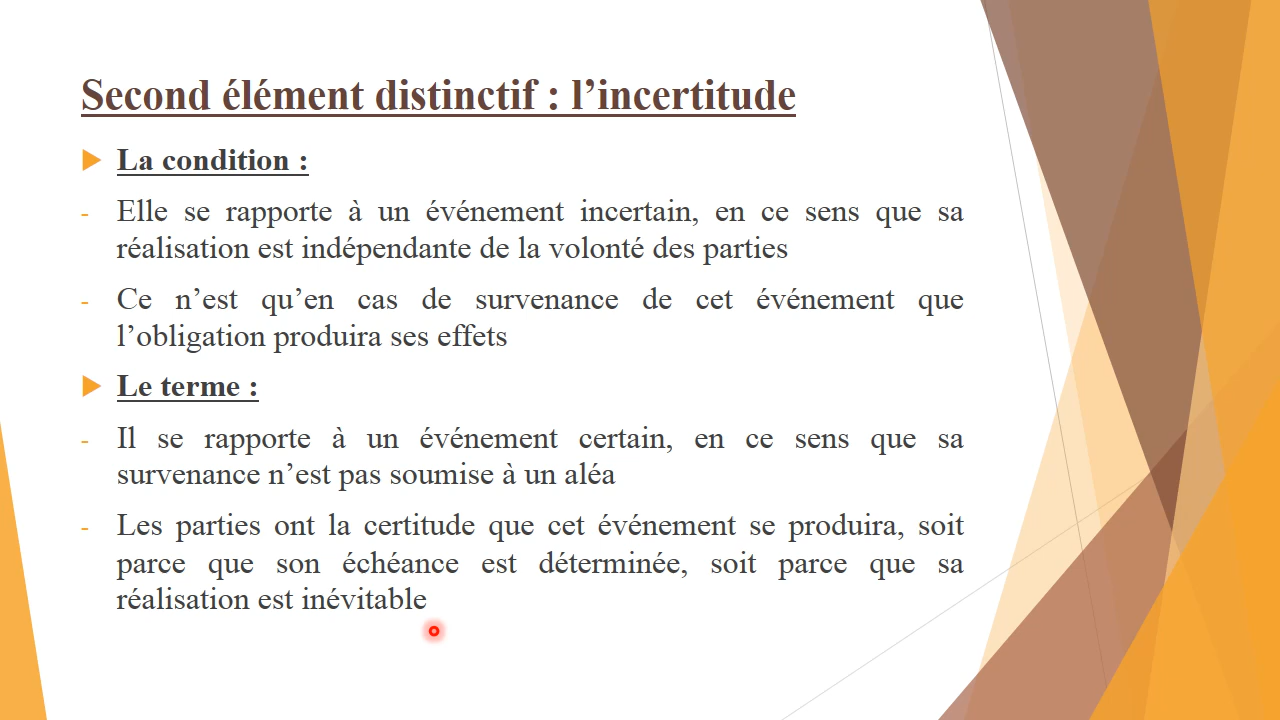 Second élément distinctif : l’incertitude
La condition :
- Elle se rapporte à un événement incertain, en ce sens que sa
réalisation est indépendante de la volonté des parties
- Ce n’est qu’en cas de survenance de cet événement que
l’obligation produira ses effets
Le terme :
- Il se rapporte à un événement certain, en ce sens que sa
survenance n’est pas soumise à un aléa
- Les parties ont la certitude que cet événement se produira, soit
parce que son échéance est déterminée, soit parce que sa
réalisation est inévitable